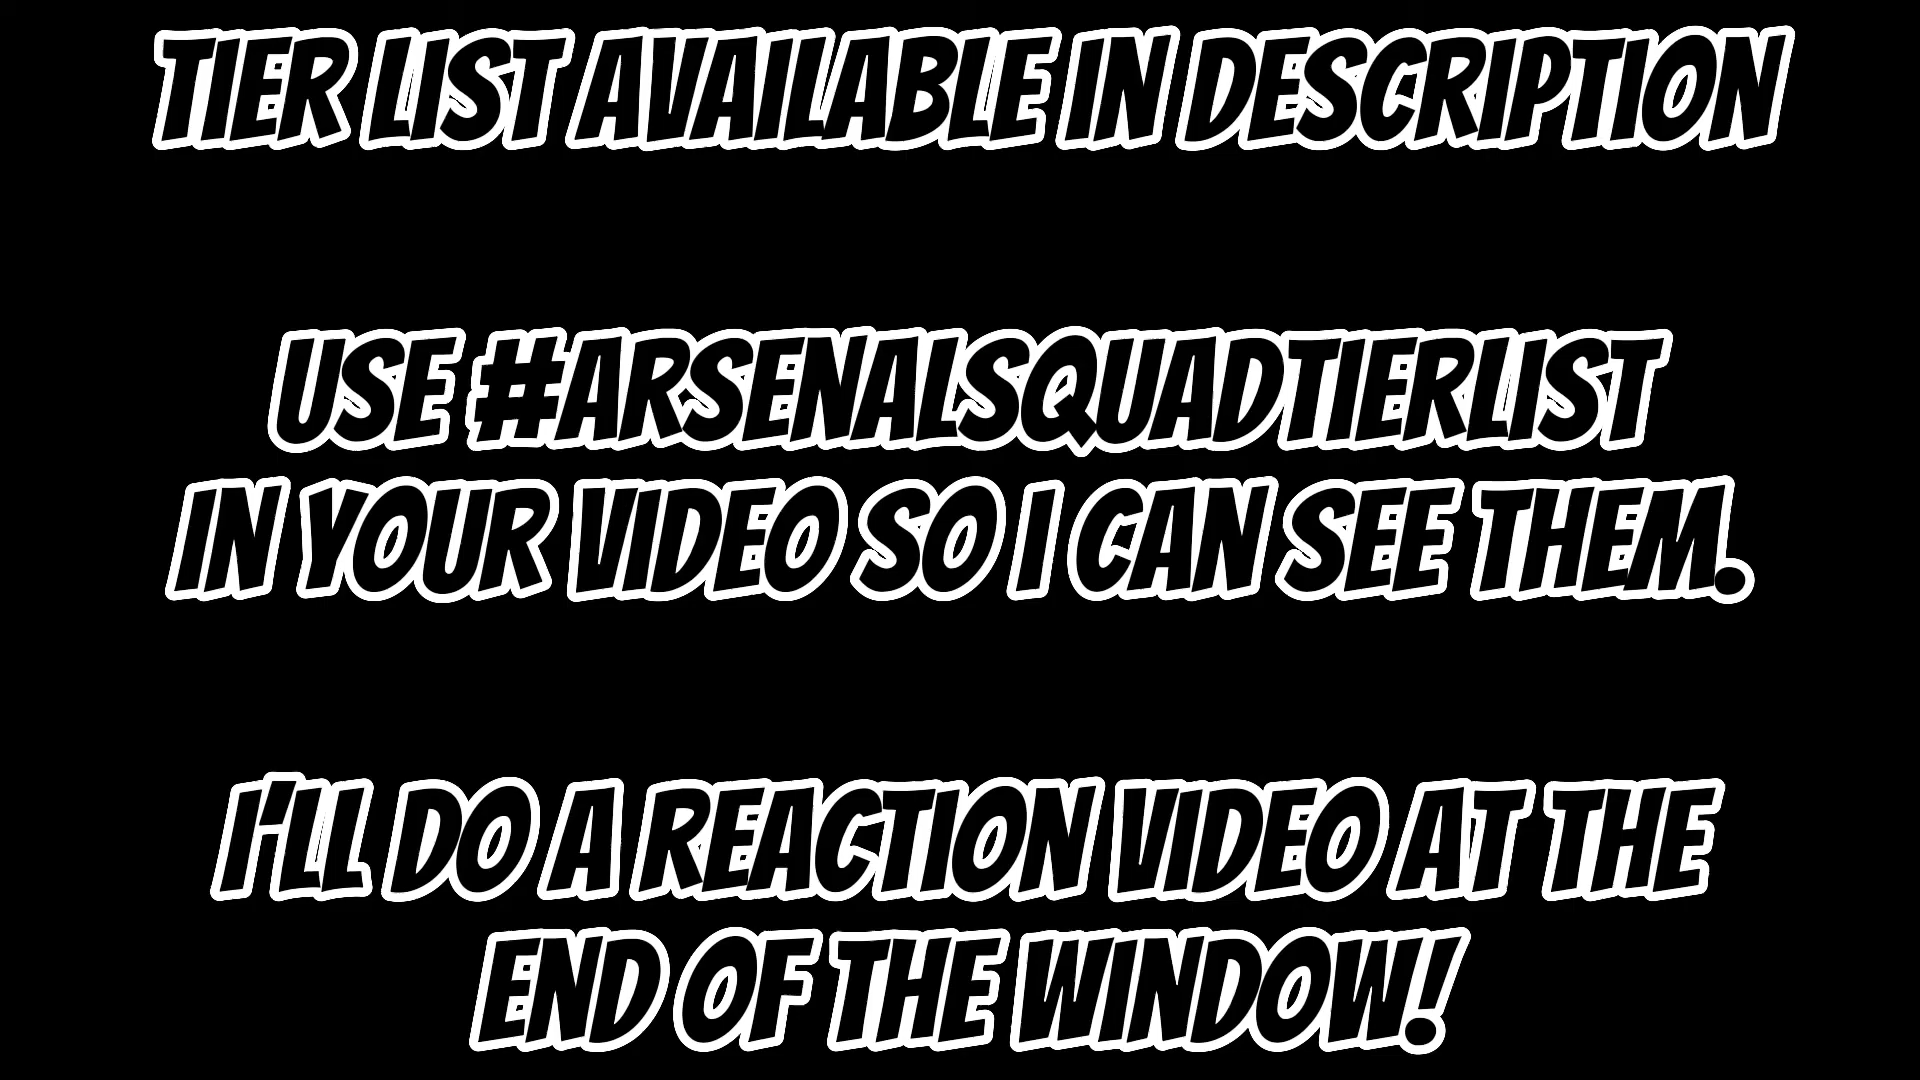 TIER LIST AVAILABLE IN DESCRIPTION
USE #ARSENALSQUADTIERLIST
IN YOUR VIDEO SO I CAN SEE THEM.
I'LL DO A REACTION VIDEO AT THE
END OF THE WINDOW!